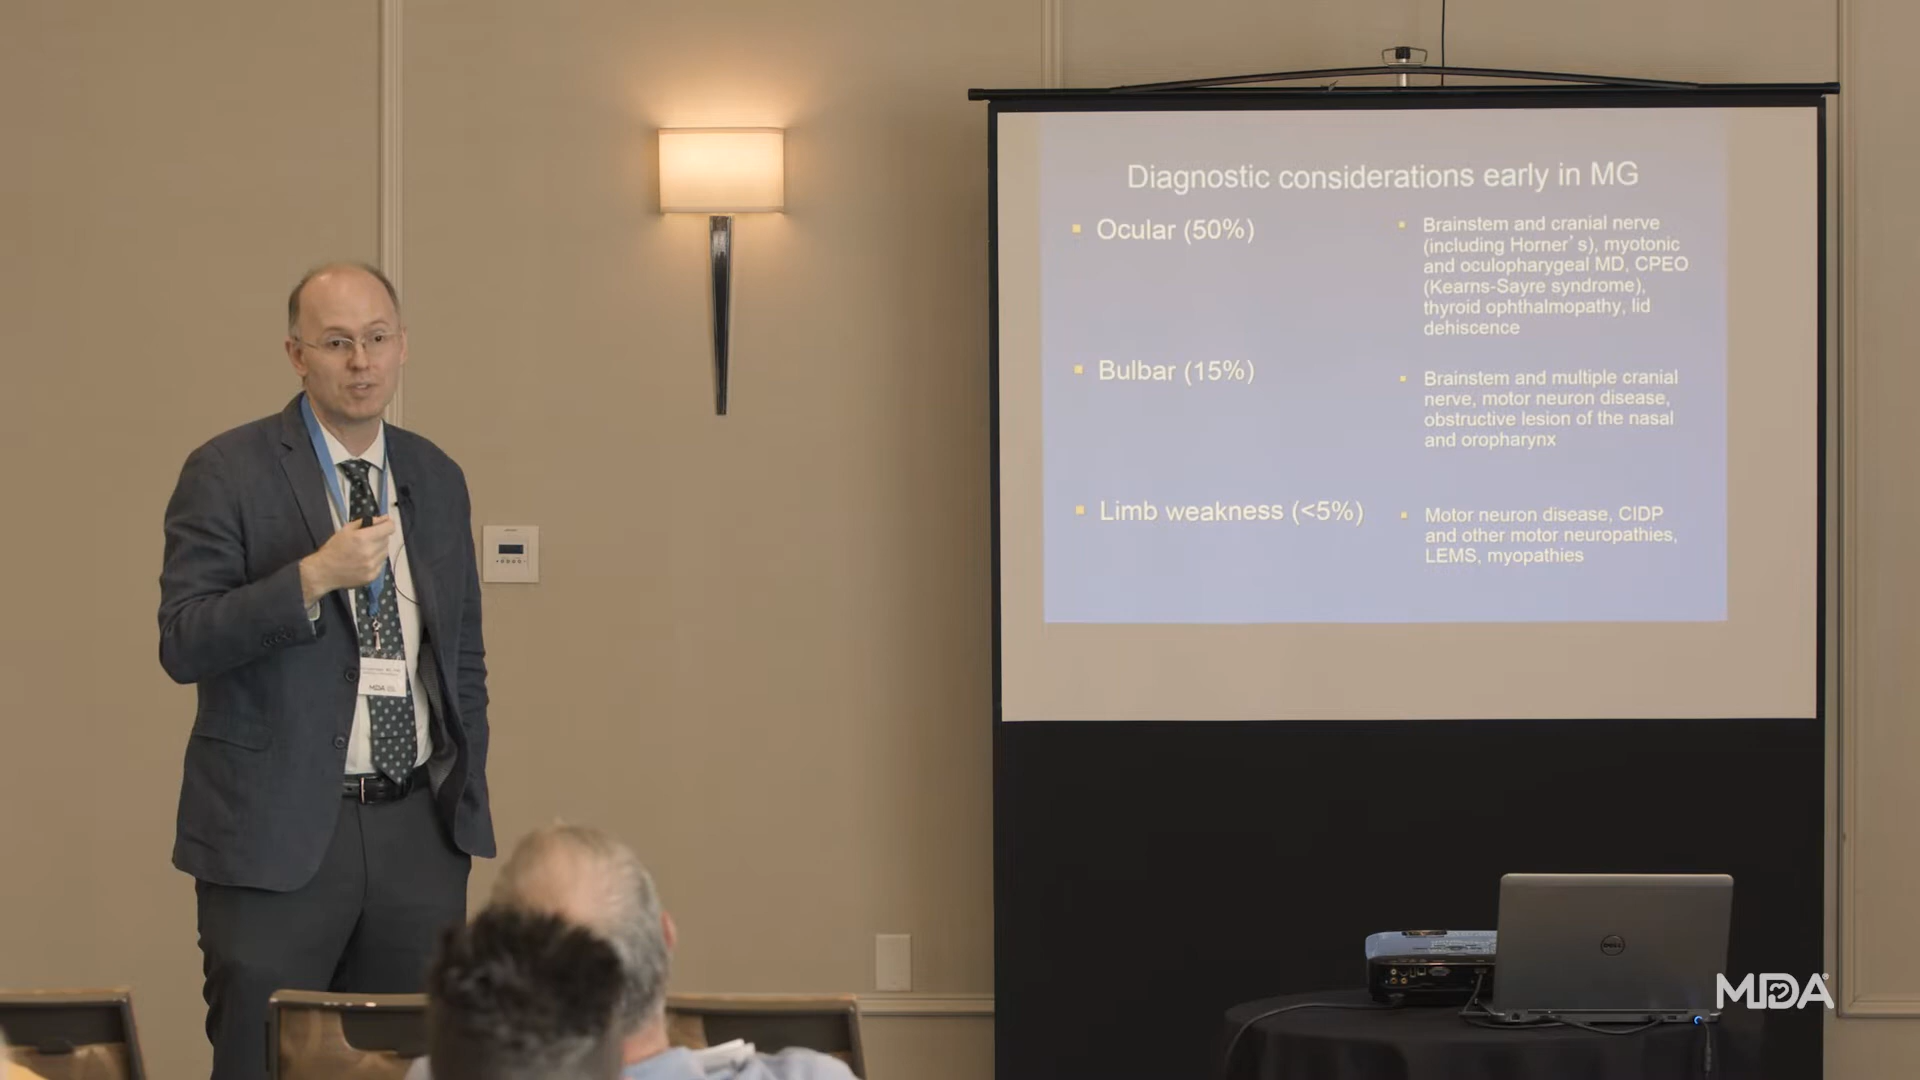 Diagnostic considerations early in MG
▪ Ocular (50%)
▪ Brainstem and cranial nerve
(including Horner's), myotonic
and oculopharygeal MD, CPEO
(Kearns-Sayre syndrome),
thyroid ophthalmopathy, lid
dehiscence
▪ Bulbar (15%)
▪ Brainstem and multiple cranial
nerve, motor neuron disease,
obstructive lesion of the nasal
and oropharynx
▪ Limb weakness (<5%)
▪ Motor neuron disease, CIDP
and other motor neuropathies,
LEMS, myopathies
MDA
DELL
MDA